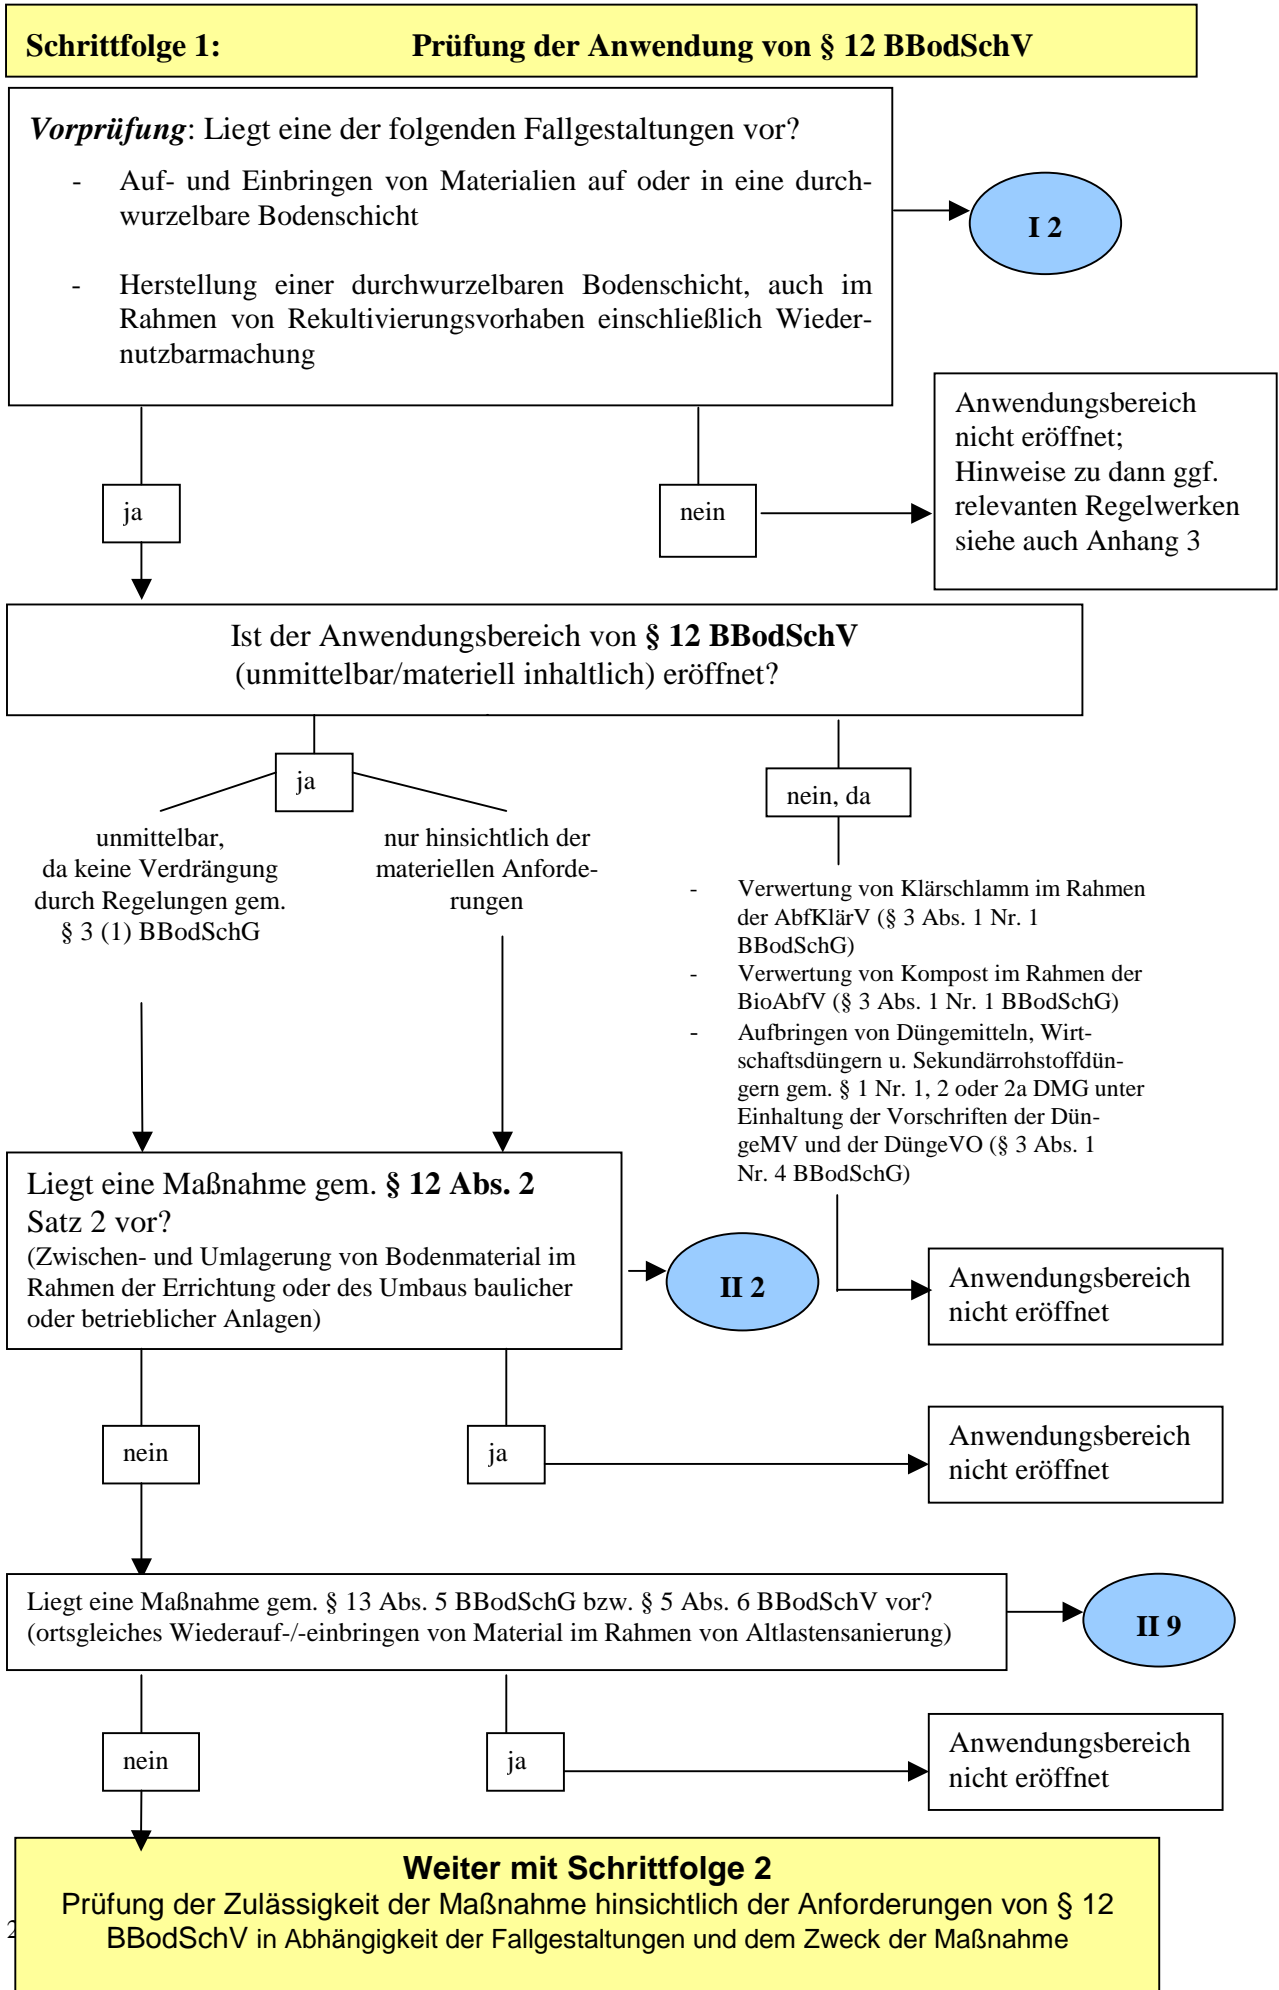 Schrittfolge 1: Prüfung der Anwendung von § 12 BBodSchV
Vorprüfung: Liegt eine der folgenden Fallgestaltungen vor?
- Auf- und Einbringen von Materialien auf oder in eine durch-
wurzelbare Bodenschicht
- Herstellung einer durchwurzelbaren Bodenschicht, auch im
Rahmen von Rekultivierungsvorhaben einschließlich Wieder-
nutzbarmachung
I 2
Anwendungsbereich
nicht eröffnet;
Hinweise zu dann ggf.
relevanten Regelwerken
siehe auch Anhang 3
ja
nein
Ist der Anwendungsbereich von § 12 BBodSchV
(unmittelbar/materiell inhaltlich) eröffnet?
ja
nein, da
unmittelbar,
da keine Verdrängung
durch Regelungen gem.
§ 3 (1) BBodSchG
nur hinsichtlich der
materiellen Anforde-
rungen
- Verwertung von Klärschlamm im Rahmen
der AbfKlärV (§ 3 Abs. 1 Nr. 1
BBodSchG)
- Verwertung von Kompost im Rahmen der
BioAbfV (§ 3 Abs. 1 Nr. 1 BBodSchG)
- Aufbringen von Düngemitteln, Wirt-
schaftsdüngern u. Sekundärrohstoffdün-
gern gem. § 1 Nr. 1, 2 oder 2a DMG unter
Einhaltung der Vorschriften der Dün-
geMV und der DüngeVO (§ 3 Abs. 1
Nr. 4 BBodSchG)
Liegt eine Maßnahme gem. § 12 Abs. 2
Satz 2 vor?
(Zwischen- und Umlagerung von Bodenmaterial im
Rahmen der Errichtung oder des Umbaus baulicher
oder betrieblicher Anlagen)
II 2
Anwendungsbereich
nicht eröffnet
nein
ja
Anwendungsbereich
nicht eröffnet
Liegt eine Maßnahme gem. § 13 Abs. 5 BBodSchG bzw. § 5 Abs. 6 BBodSchV vor?
(ortsgleiches Wiederauf-/-einbringen von Material im Rahmen von Altlastensanierung)
II 9
nein
ja
Anwendungsbereich
nicht eröffnet
Weiter mit Schrittfolge 2
Prüfung der Zulässigkeit der Maßnahme hinsichtlich der Anforderungen von § 12
BBodSchV in Abhängigkeit der Fallgestaltungen und dem Zweck der Maßnahme